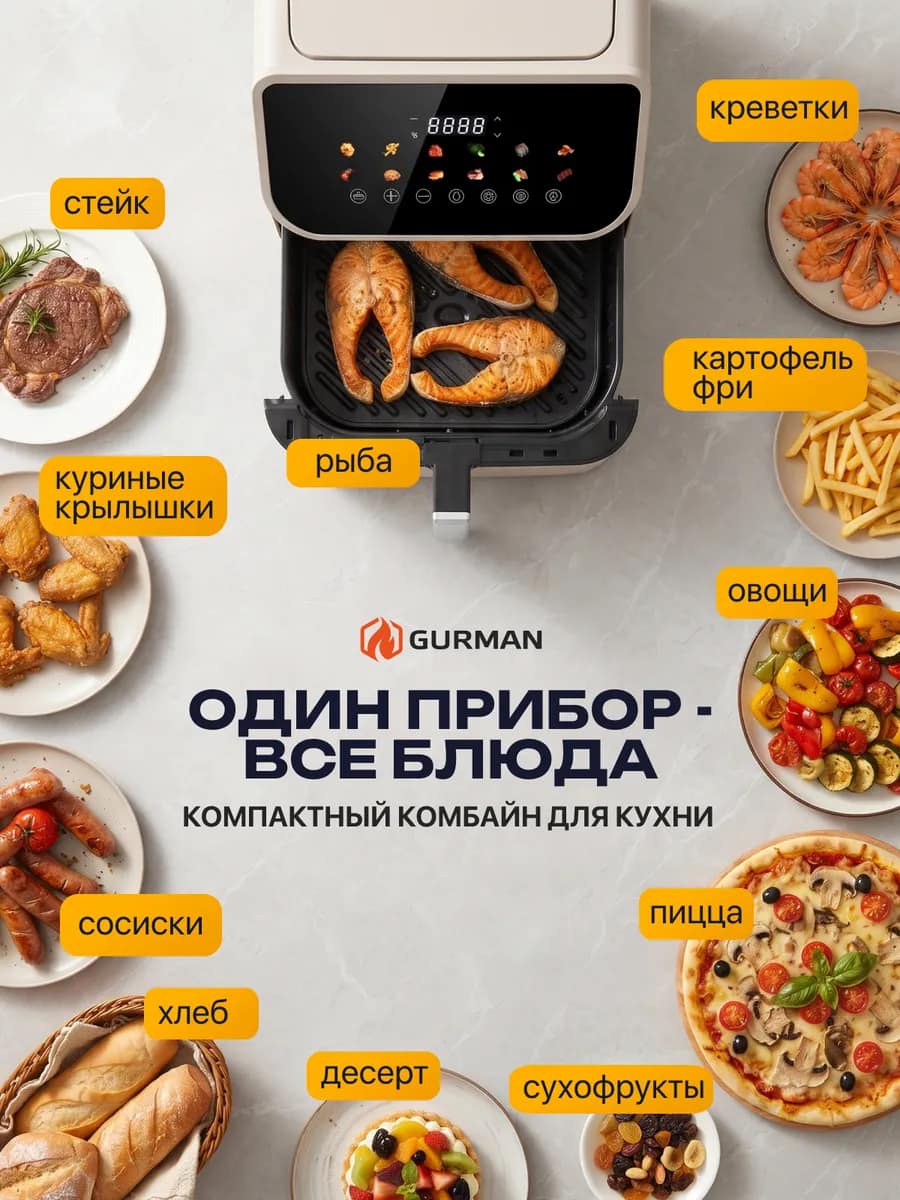 8888
креветки
стейк
картофель
фри
рыба
куриные
крылышки
овощи
GURMAN
ОДИН ПРИБОР -
ВСЕ БЛЮДА
КОМПАКТНЫЙ КОМБАЙН ДЛЯ КУХНИ
пицца
сосиски
хлеб
десерт
сухофрукты